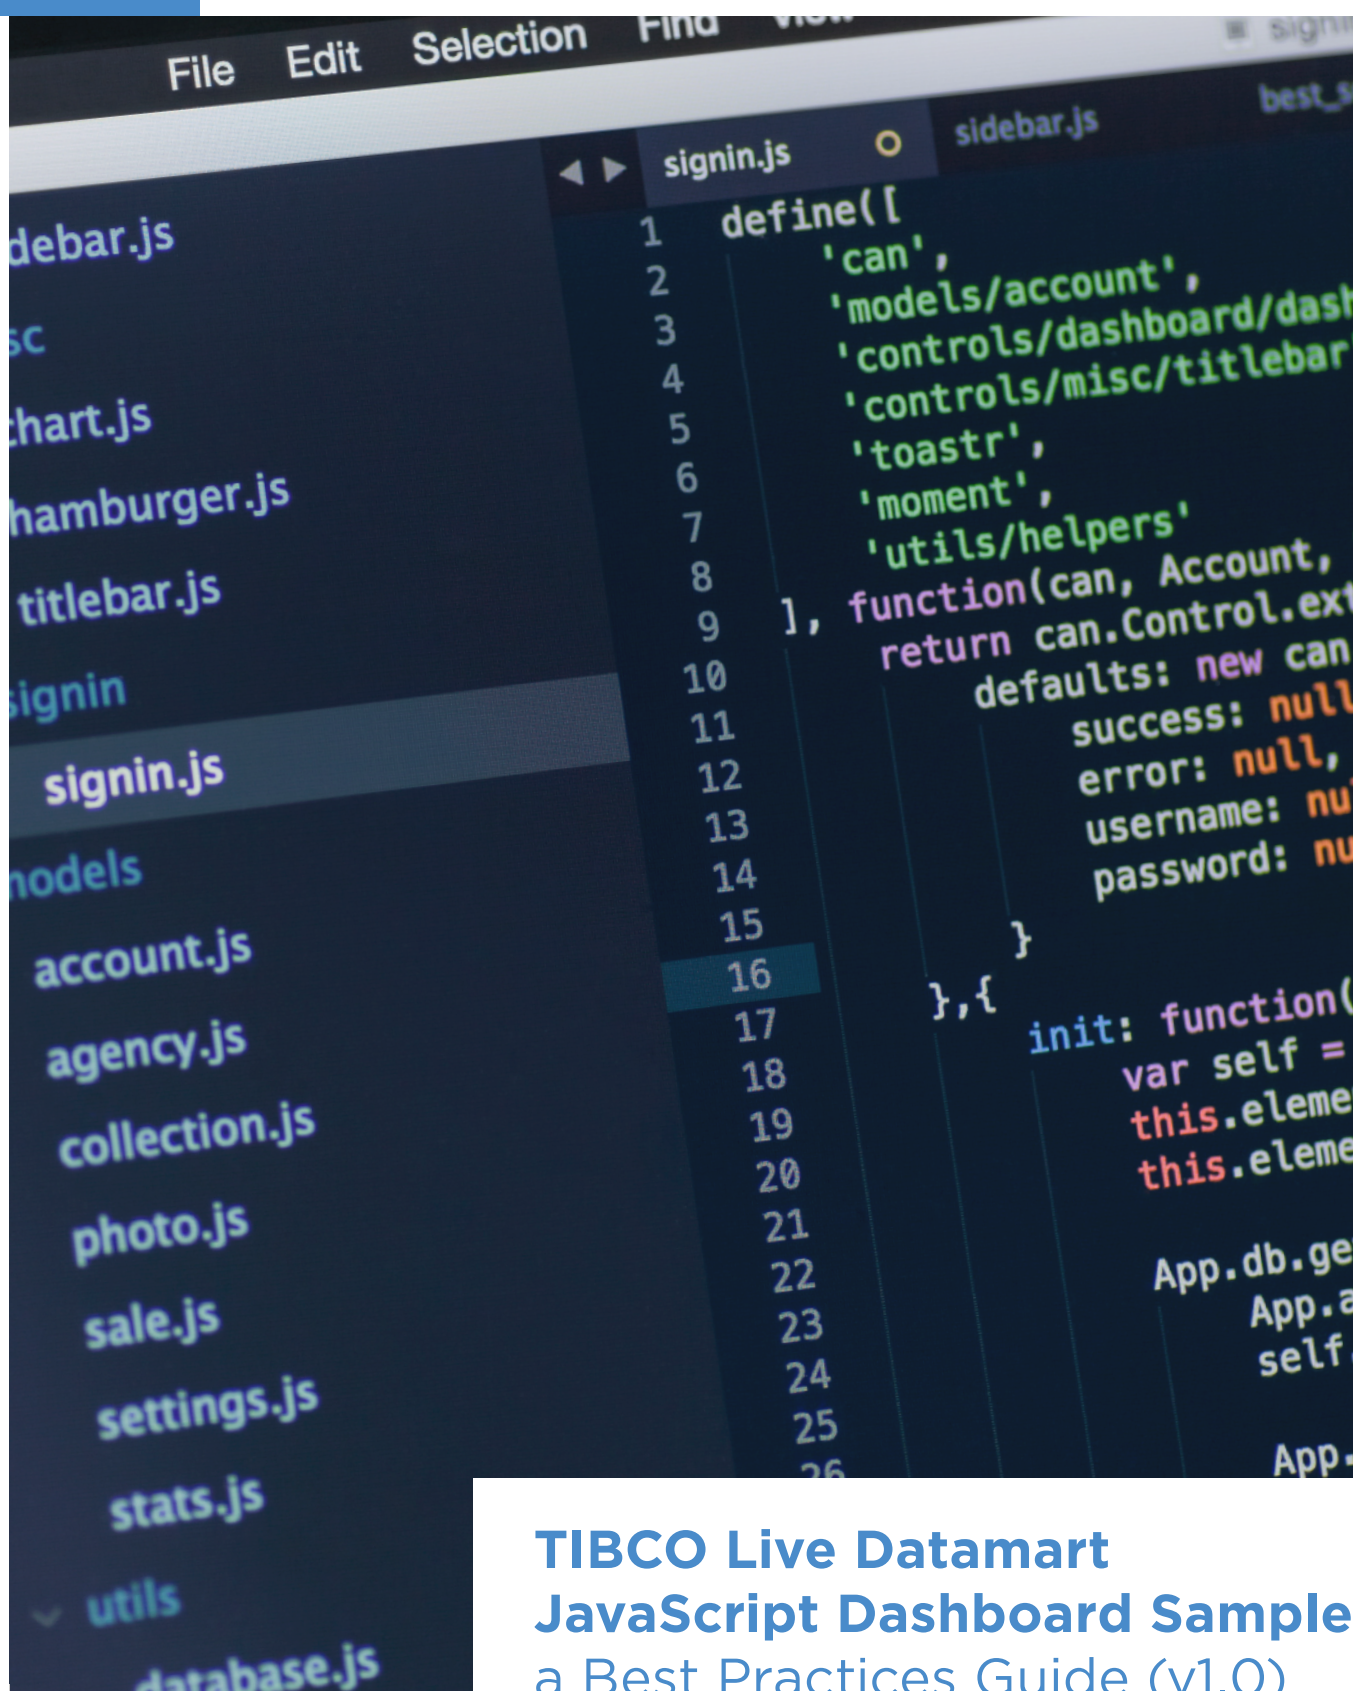 File Edit Selection Find View
signin.js sidebar.js
debar.js
sc
chart.js
hamburger.js
titlebar.js
signin
signin.js
models
account.js
agency.js
collection.js
photo.js
sale.js
settings.js
stats.js
utils
database.js
1 define([
2 'can',
3 'models/account',
4 'controls/dashboard/dash
5 'controls/misc/titlebar'
6 'toastr',
7 'moment',
8 'utils/helpers'
9 ], function(can, Account,
10 return can.Control.ext
11 defaults: new can
12 success: null
13 error: null,
14 username: nul
15 password: nu
16 }
17 },{
18 init: function(
19 var self =
20 this.eleme
21 this.eleme
22
23 App.db.ge
24 App.a
25 self.
26
App.
TIBCO Live Datamart
JavaScript Dashboard Sample
a Best Practices Guide (v1.0)